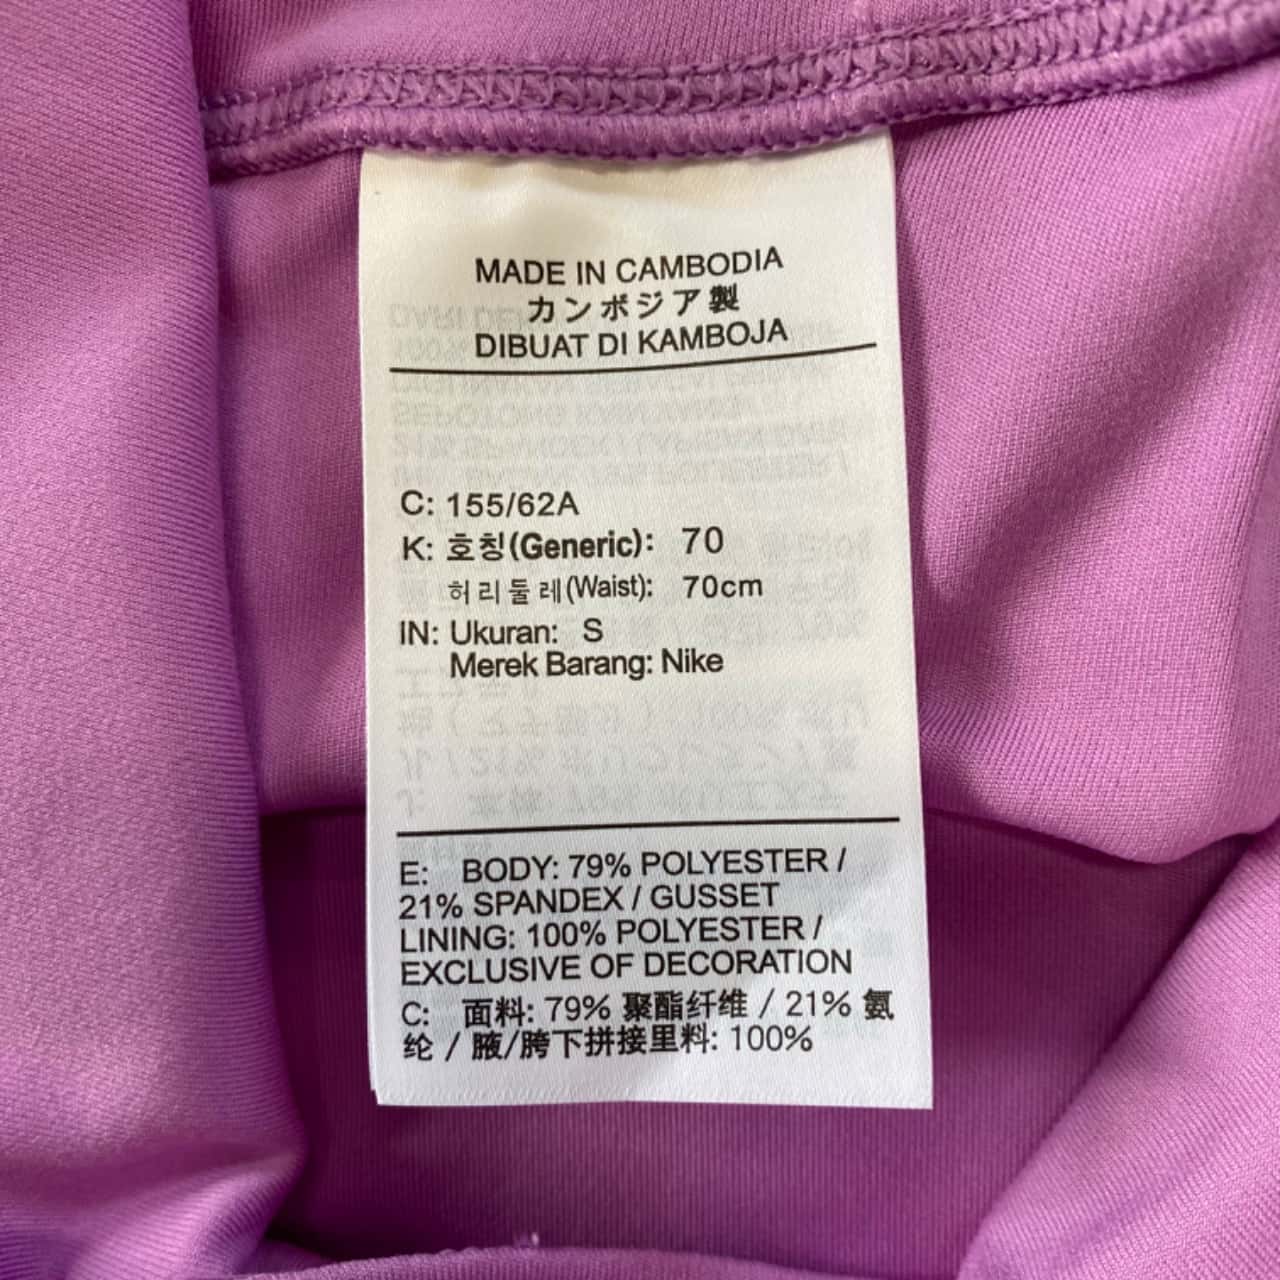 MADE IN CAMBODIA
カンボジア製
DIBUAT DI KAMBOJA
C: 155/62A
K: 호칭(Generic): 70
허리둘레(Waist): 70cm
IN: Ukuran: S
Merek Barang: Nike
E: BODY: 79% POLYESTER /
21% SPANDEX / GUSSET
LINING: 100% POLYESTER /
EXCLUSIVE OF DECORATION
C: 面料: 79% 聚酯纤维 / 21% 氨
纶 / 腋/胯下拼接里料: 100%